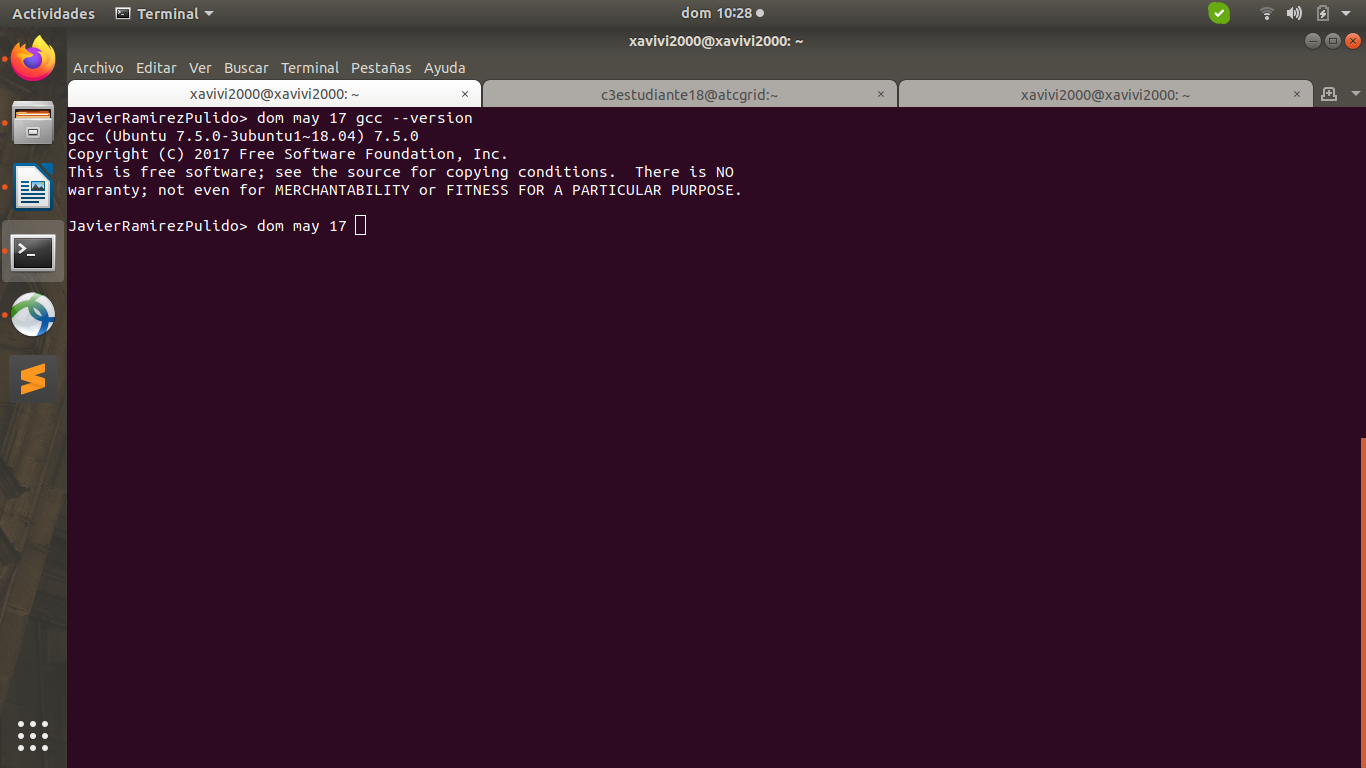 Actividades Terminal dom 10:28
xavivi2000@xavivi2000: ~
Archivo Editar Ver Buscar Terminal Pestañas Ayuda
xavivi2000@xavivi2000: ~ × c3estudiante18@atcgrid:~ × xavivi2000@xavivi2000: ~ ×
JavierRamirezPulido> dom may 17 gcc --version
gcc (Ubuntu 7.5.0-3ubuntu1~18.04) 7.5.0
Copyright (C) 2017 Free Software Foundation, Inc.
This is free software; see the source for copying conditions.  There is NO
warranty; not even for MERCHANTABILITY or FITNESS FOR A PARTICULAR PURPOSE.
JavierRamirezPulido> dom may 17